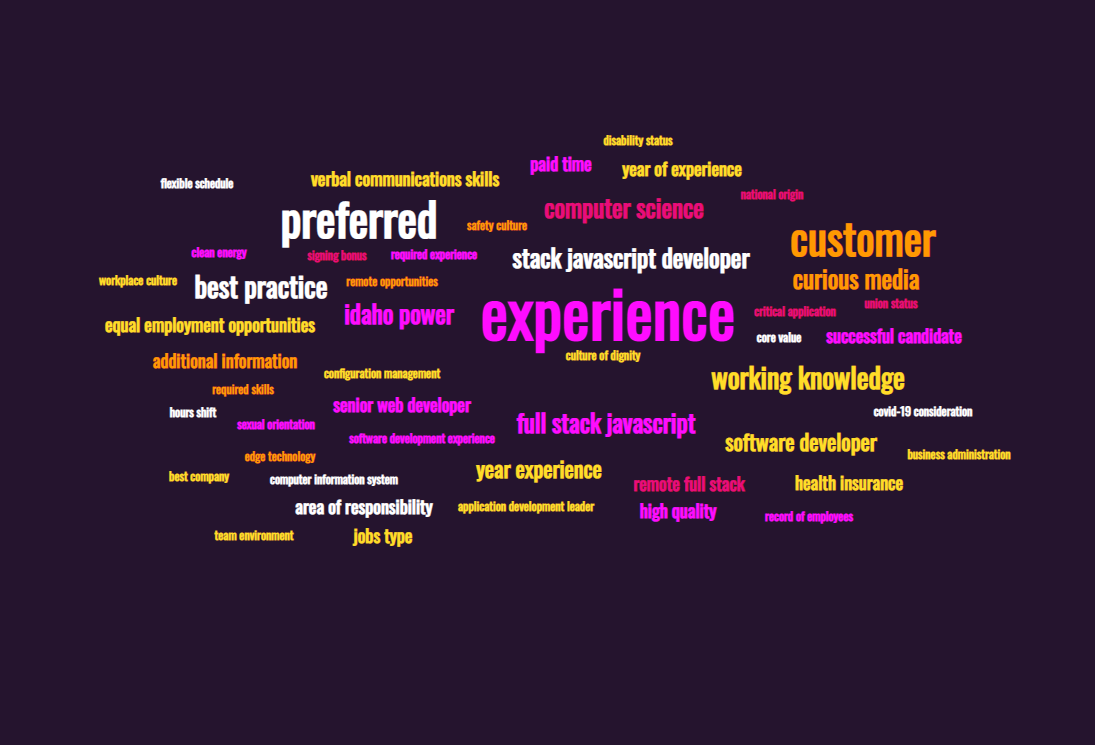 disability status
paid time
year of experience
verbal communications skills
flexible schedule
national origin
computer science
preferred
safety culture
customer
clean energy
signing bonus
required experience
stack javascript developer
workplace culture
best practice
remote opportunities
curious media
union status
idaho power
experience
critical application
equal employment opportunities
core value
successful candidate
culture of dignity
additional information
configuration management
working knowledge
required skills
senior web developer
hours shift
covid-19 consideration
sexual orientation
full stack javascript
software development experience
software developer
edge technology
business administration
year experience
best company
computer information system
remote full stack
health insurance
area of responsibility
application development leader
high quality
record of employees
team environment
jobs type